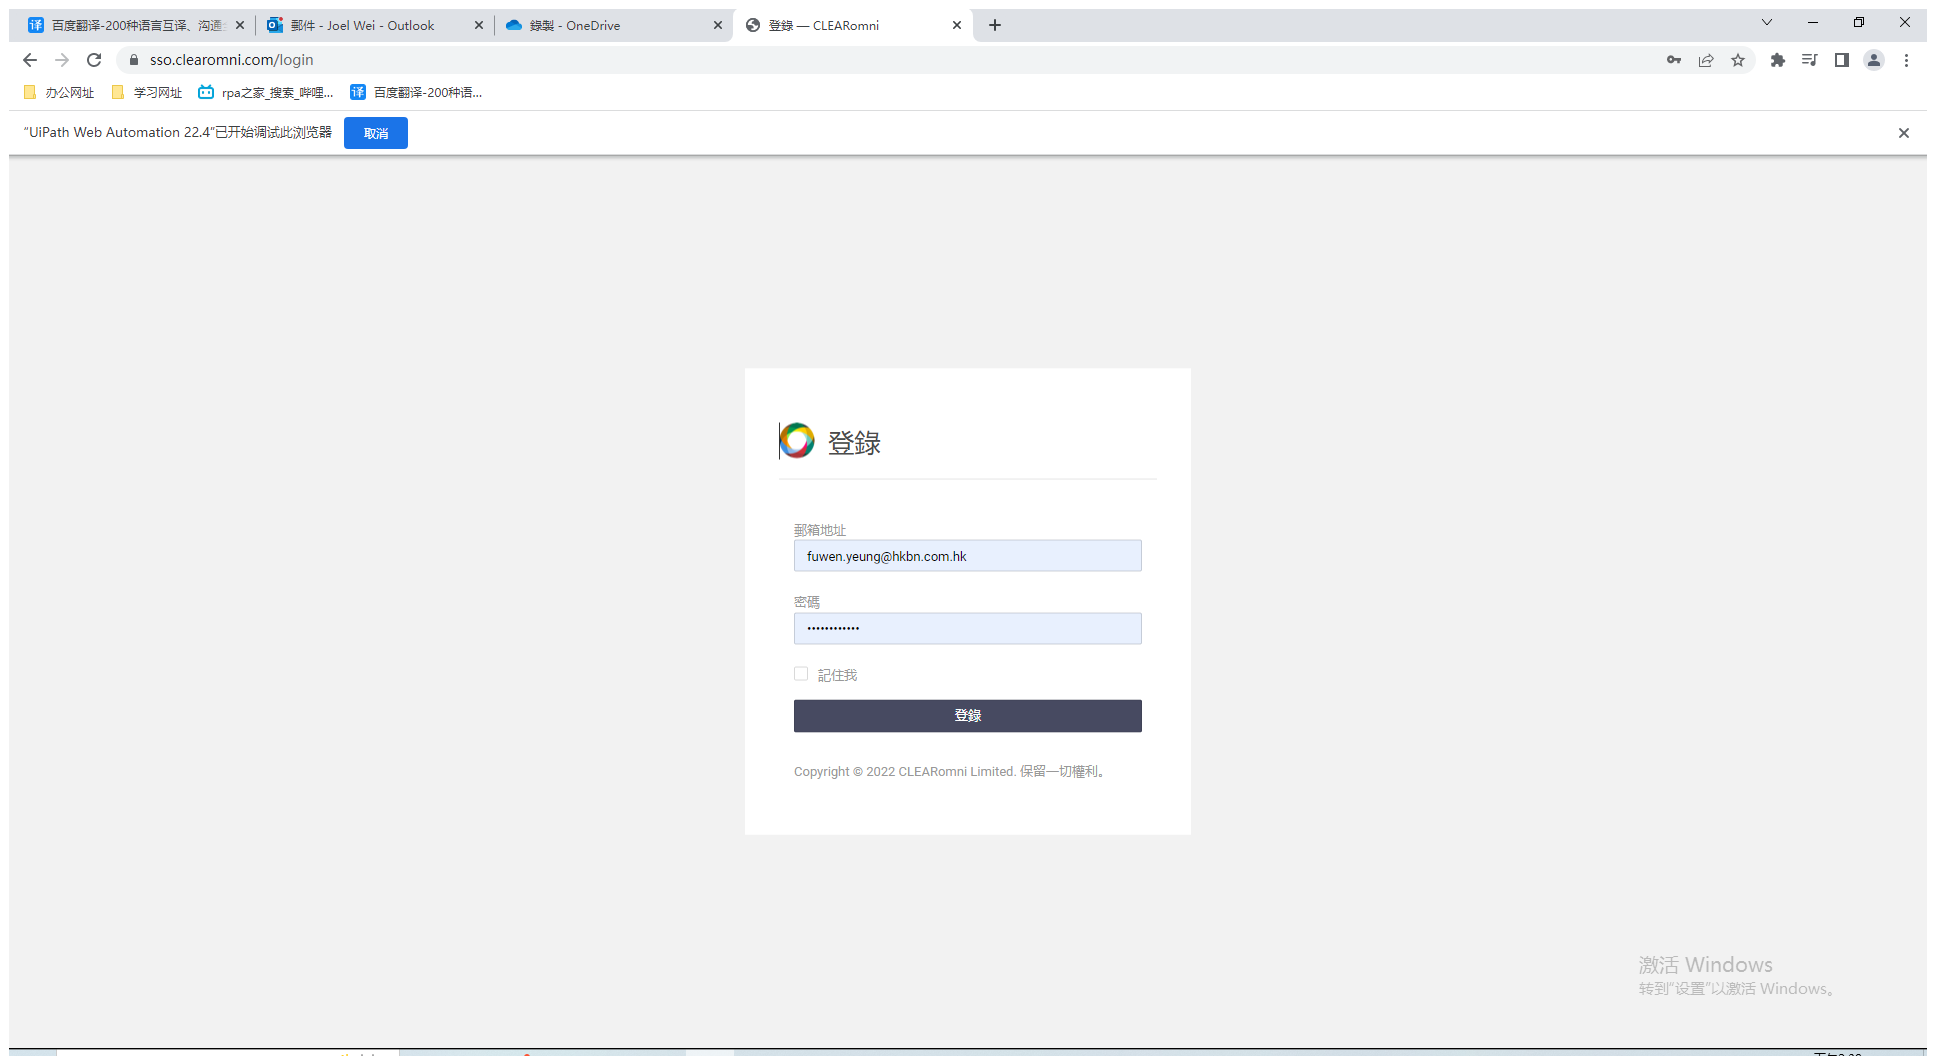 百度翻译-200种语言互译、沟通
郵件 - Joel Wei - Outlook
錄製 - OneDrive
登錄 — CLEARomni
sso.clearomni.com/login
办公网址
学习网址
rpa之家_搜索_哔哩...
译
百度翻译-200种语...
“UiPath Web Automation 22.4”已开始调试此浏览器
取消
登錄
郵箱地址
fuwen.yeung@hkbn.com.hk
密碼
••••••••••••
記住我
登錄
Copyright © 2022 CLEARomni Limited. 保留一切權利。
激活 Windows
转到“设置”以激活 Windows。